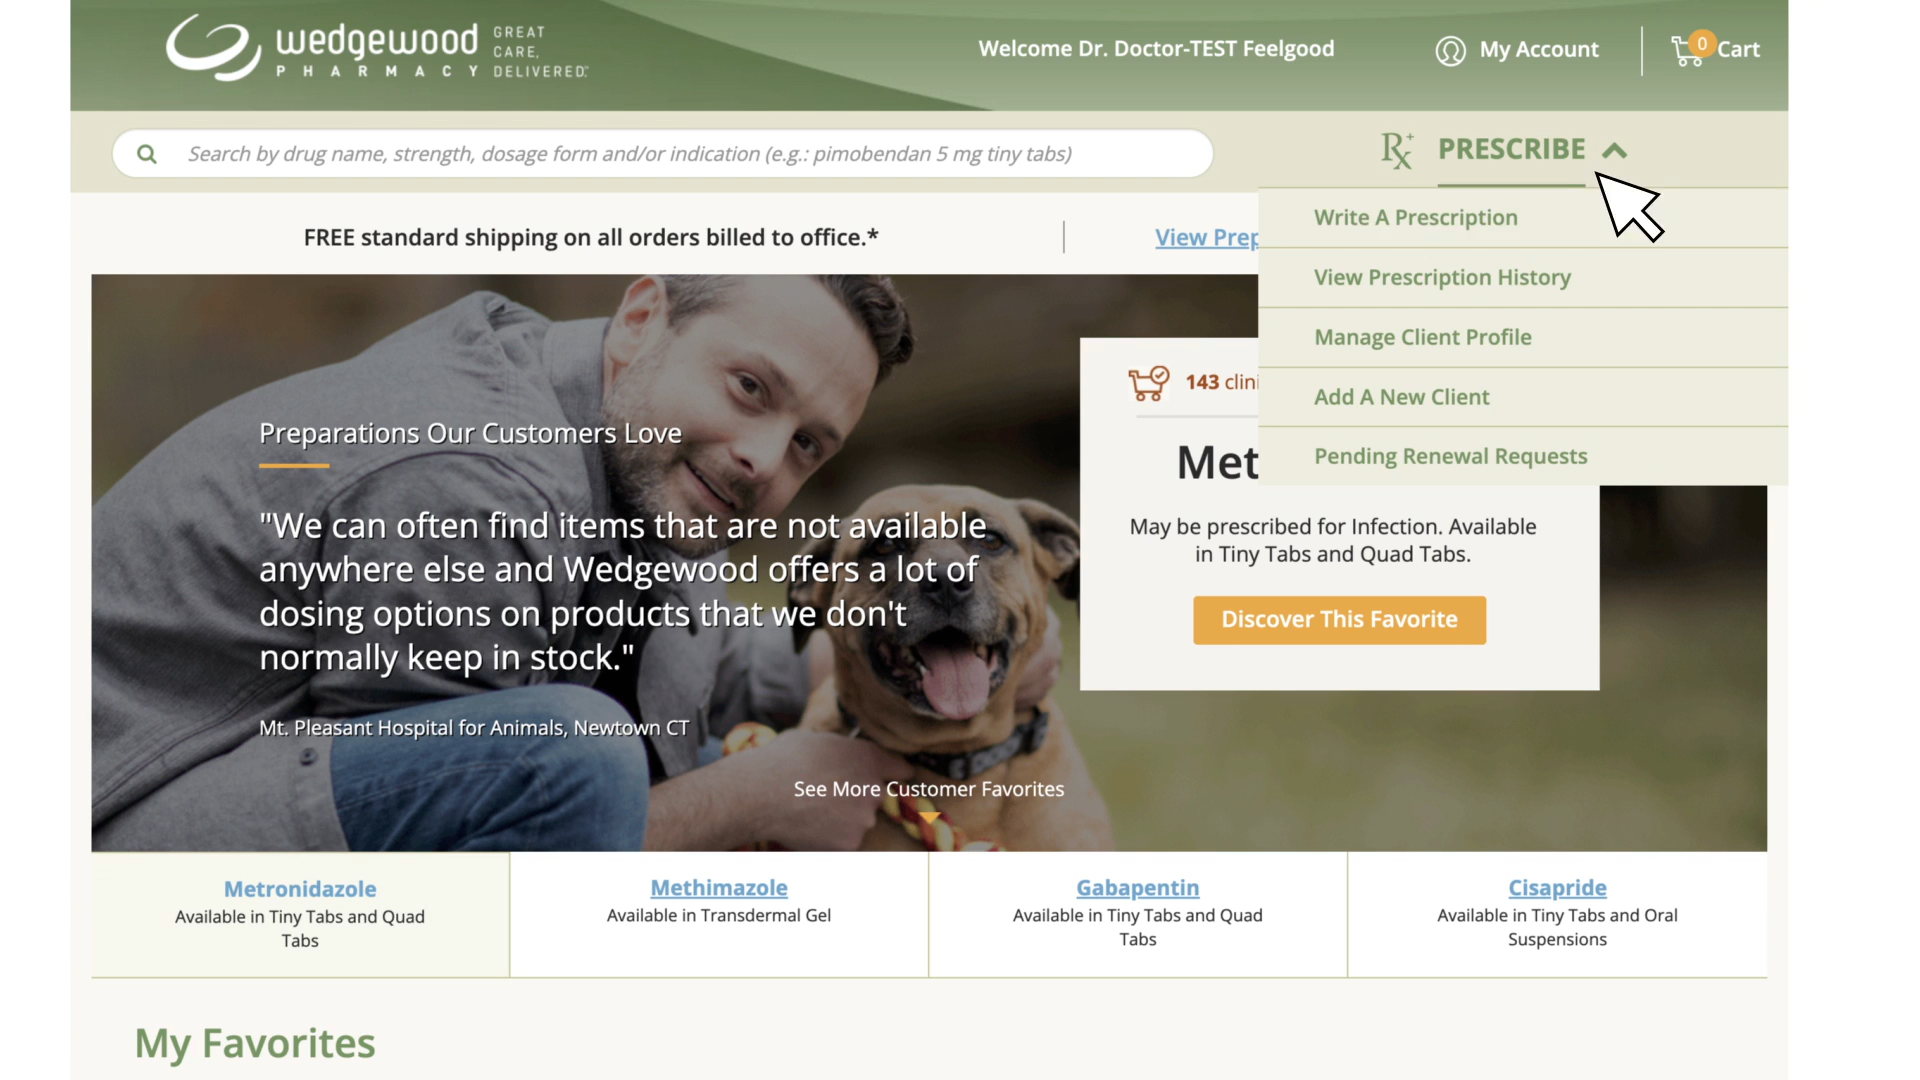 wedgewood
PHARMACY
GREAT
CARE,
DELIVERED.
Welcome Dr. Doctor-TEST Feelgood
My Account
0
Cart
Search by drug name, strength, dosage form and/or indication (e.g.: pimobendan 5 mg tiny tabs)
Rx+
PRESCRIBE
Write A Prescription
View Prescription History
Manage Client Profile
Add A New Client
Pending Renewal Requests
FREE standard shipping on all orders billed to office.*
View Prep
Preparations Our Customers Love
"We can often find items that are not available
anywhere else and Wedgewood offers a lot of
dosing options on products that we don't
normally keep in stock."
Mt. Pleasant Hospital for Animals, Newtown CT
143 clini
Met
May be prescribed for Infection. Available
in Tiny Tabs and Quad Tabs.
Discover This Favorite
See More Customer Favorites
Metronidazole
Available in Tiny Tabs and Quad
Tabs
Methimazole
Available in Transdermal Gel
Gabapentin
Available in Tiny Tabs and Quad
Tabs
Cisapride
Available in Tiny Tabs and Oral
Suspensions
My Favorites